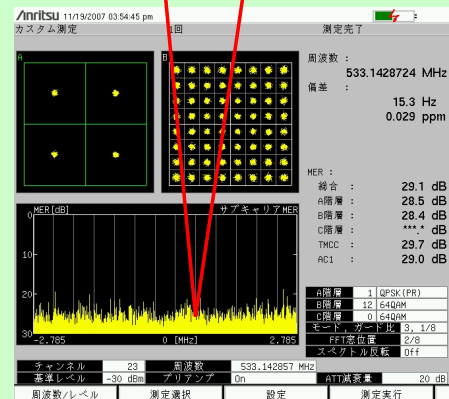 Anritsu 11/19/2007 03:54:45 pm
カスタム測定 1回 測定完了
A B
周波数 :
533.1428724 MHz
偏差 :
15.3 Hz
0.029 ppm
MER :
総合 : 29.1 dB
A階層 : 28.5 dB
B階層 : 28.4 dB
C階層 : ***.* dB
TMCC : 29.7 dB
AC1 : 29.0 dB
MER[dB] サブキャリアMER
0
10
20
30
-2.785 0 [MHz] 2.785
A階層 1 QPSK(PR)
B階層 12 64QAM
C階層 0 64QAM
モード,ガード比 3, 1/8
FFT窓位置 2/8
スペクトル反転 Off
チャンネル 23 周波数 533.142857 MHz
基準レベル -30 dBm プリアンプ On ATT減衰量 20 dB
周波数/レベル 測定選択 設定 測定実行